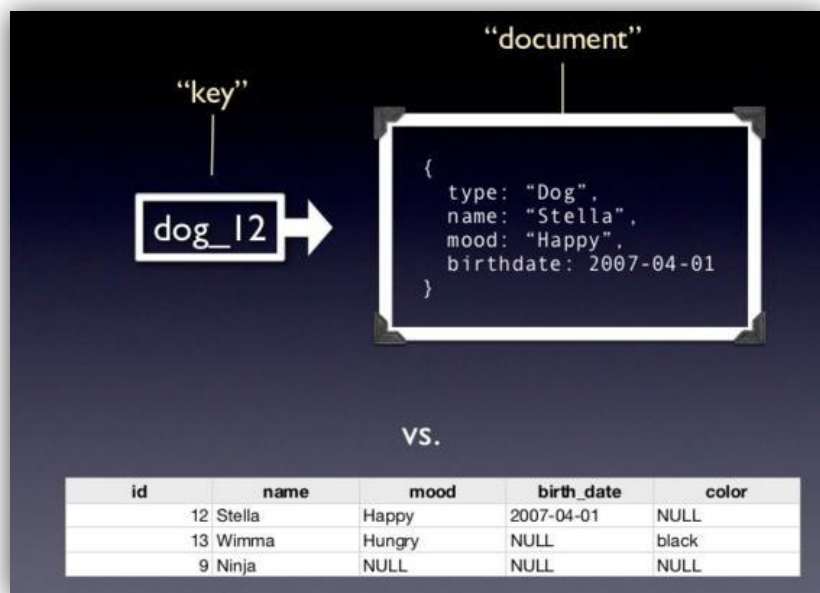 “document”
“key”
dog_12
{
type: “Dog”,
name: “Stella”,
mood: “Happy”,
birthdate: 2007-04-01
}
vs.
id name mood birth_date color
12 Stella Happy 2007-04-01 NULL
13 Wimma Hungry NULL black
9 Ninja NULL NULL NULL